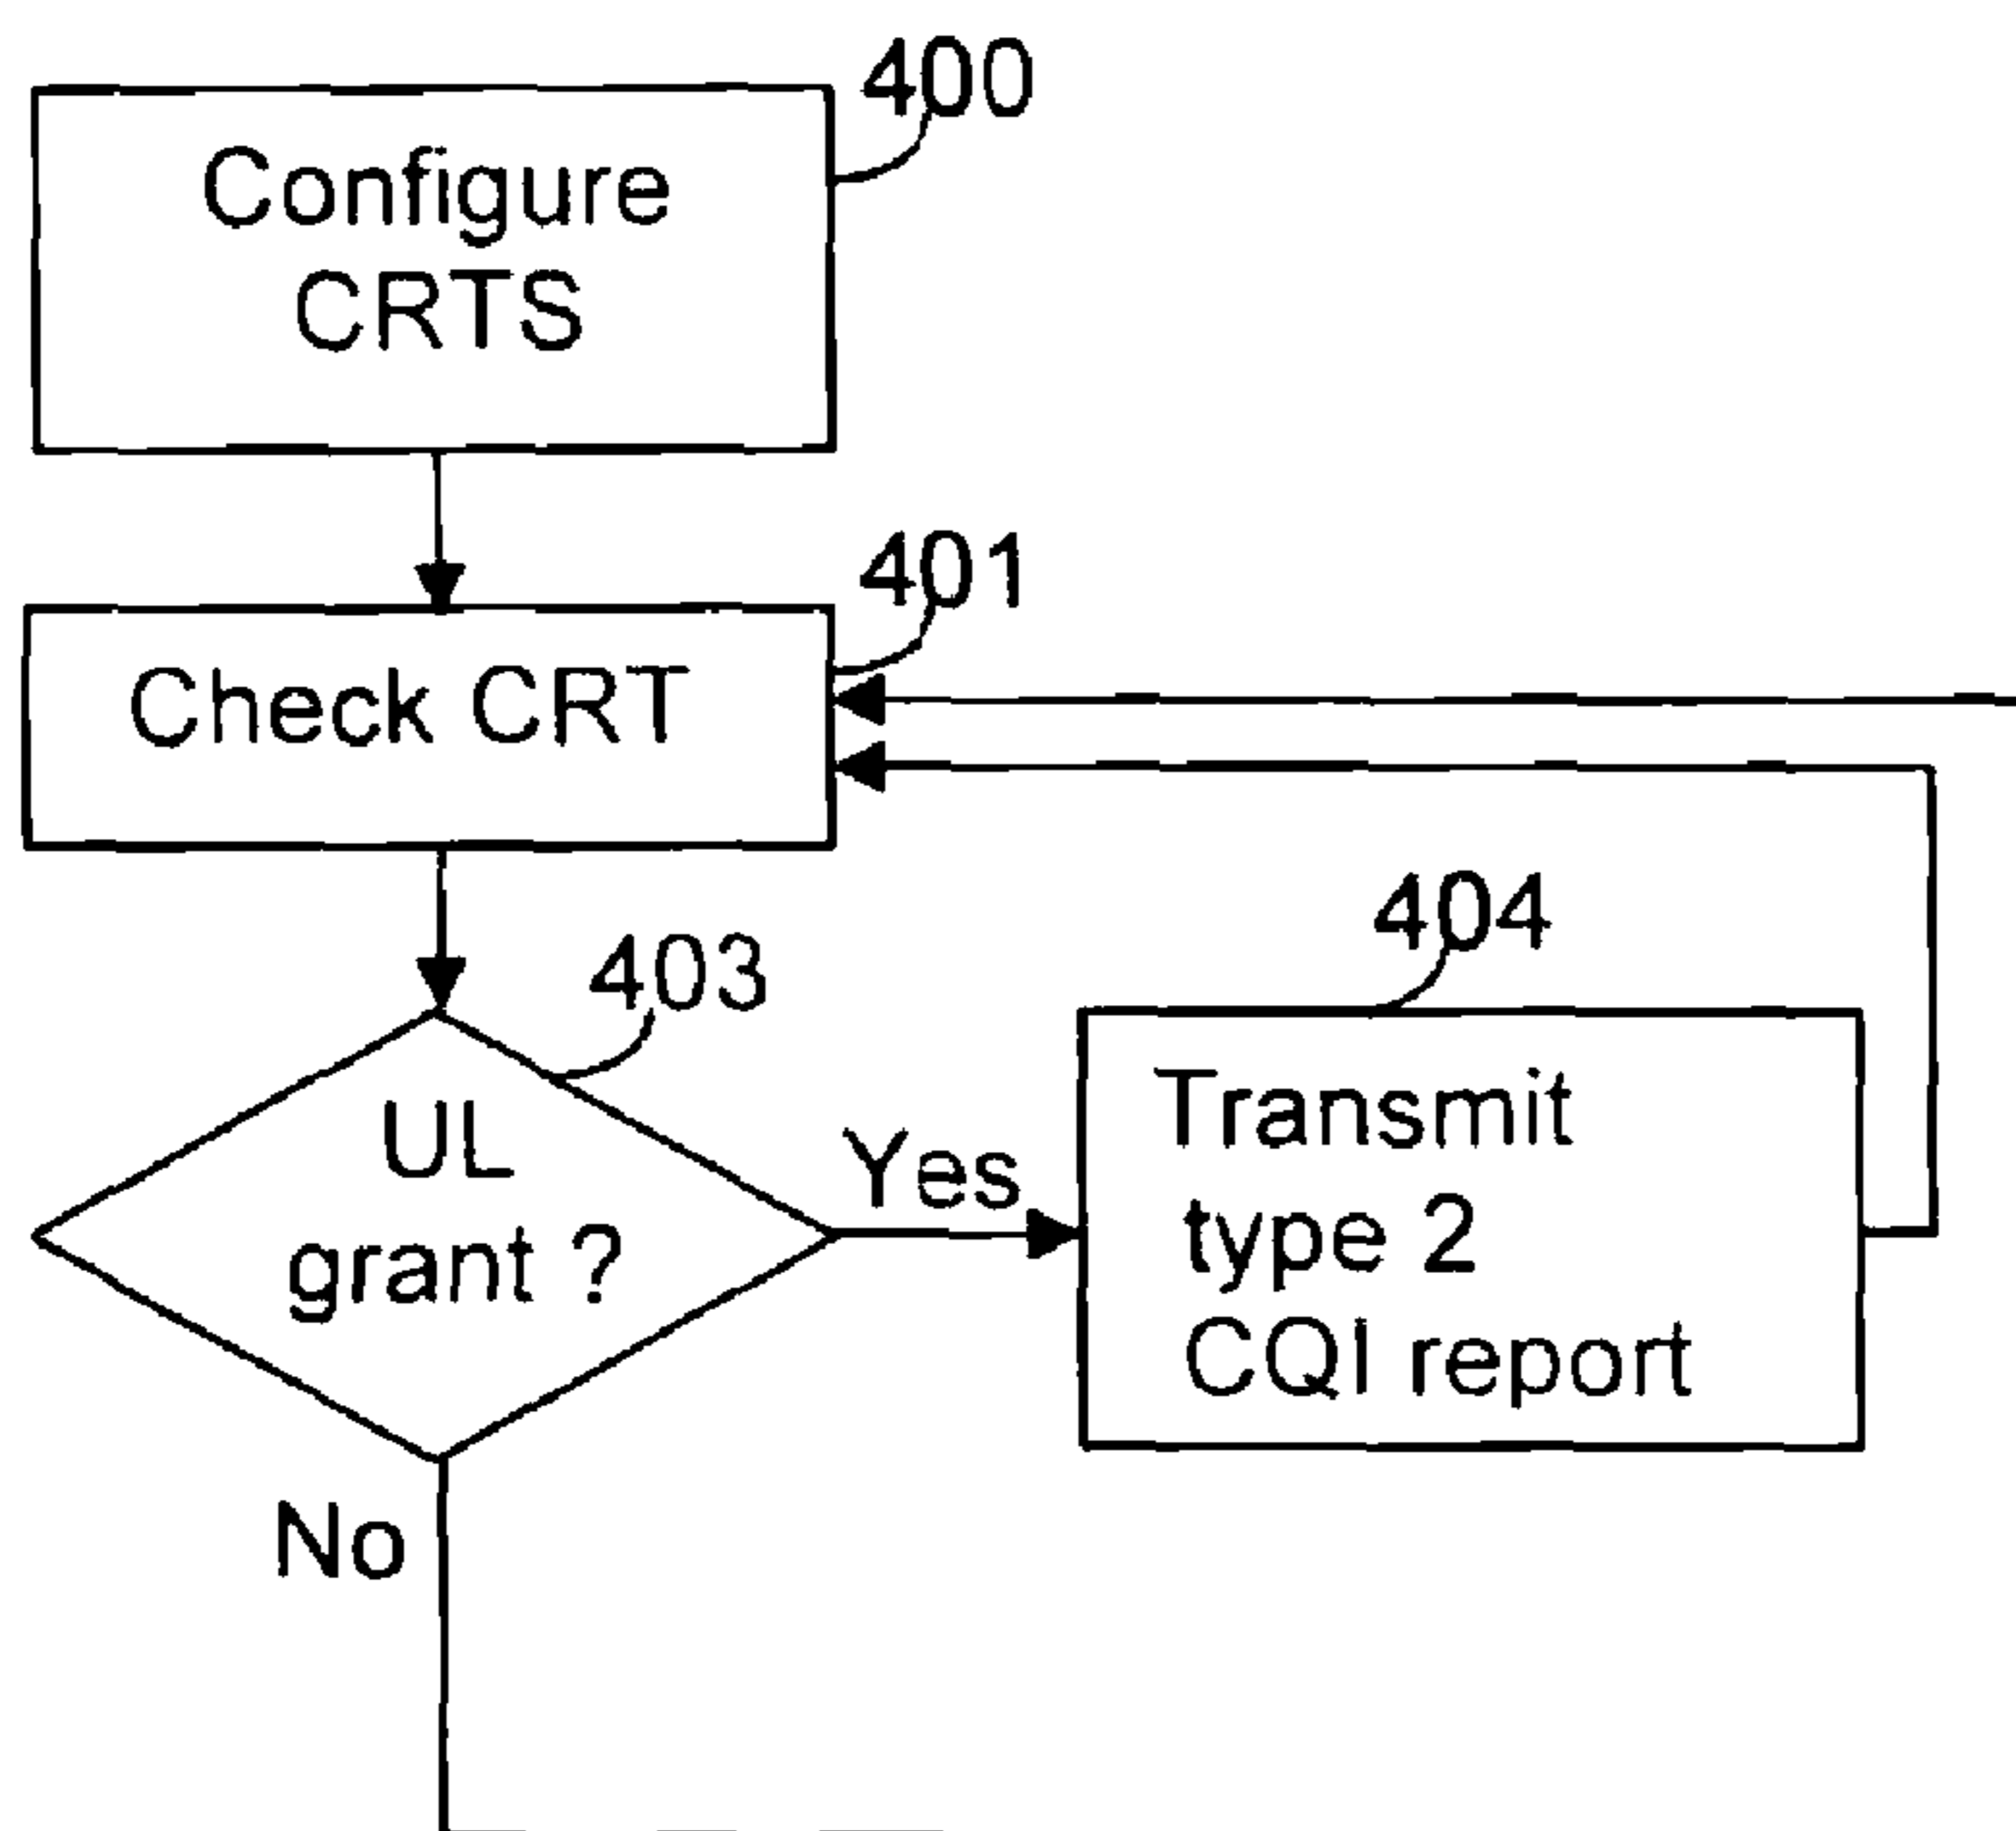 400
Configure
CRTS
401
Check CRT
403
UL
grant ?
Yes
No
404
Transmit
type 2
CQI report